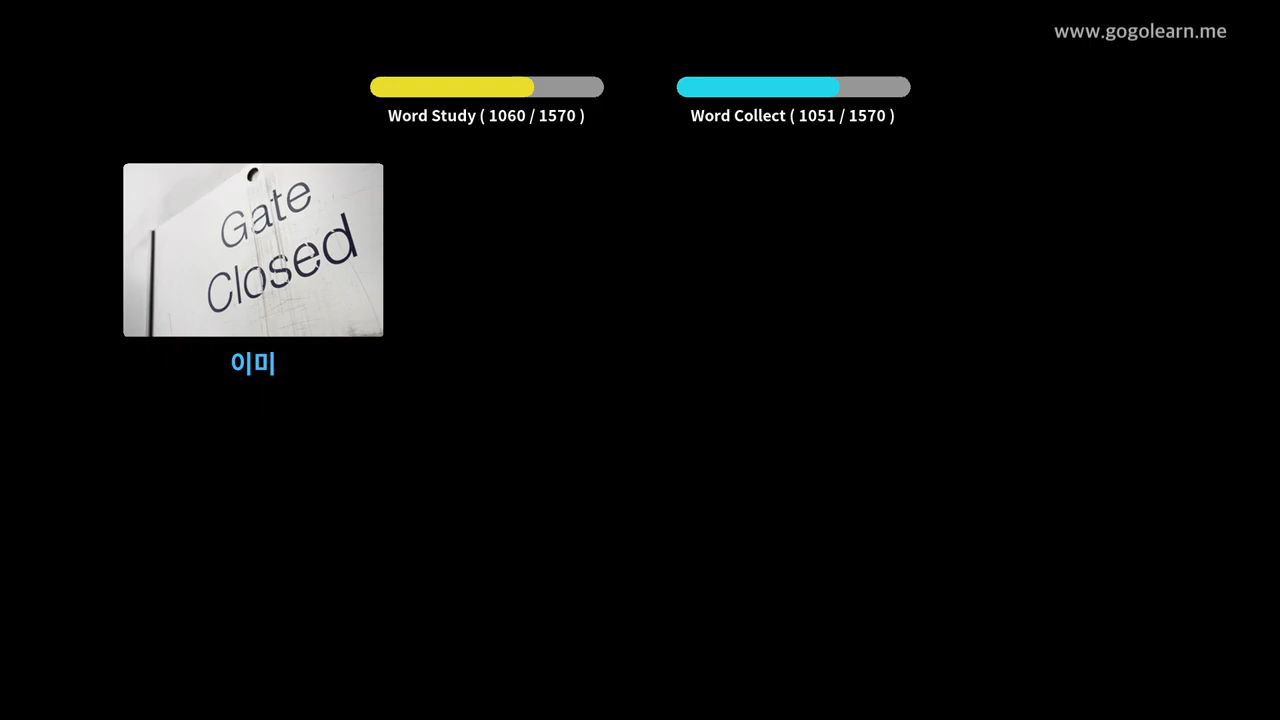 www.gogolearn.me
Word Study ( 1060 / 1570 )
Word Collect ( 1051 / 1570 )
Gate
Closed
이미